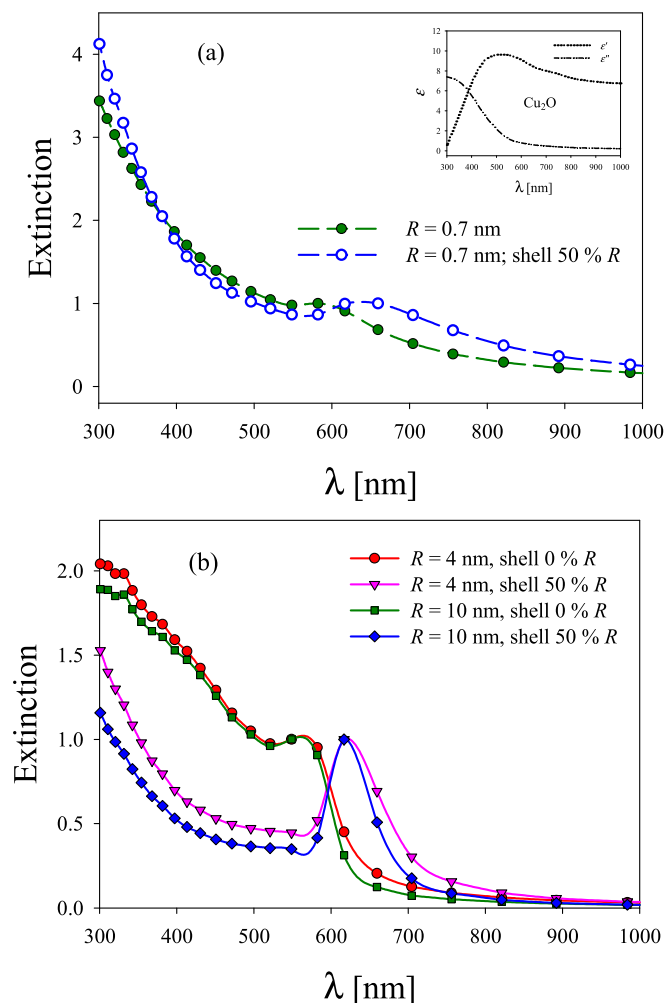 (a)
Extinction
4
3
2
1
0
300 400 500 600 700 800 900 1000
λ [nm]
R = 0.7 nm
R = 0.7 nm; shell 50 % R
ε
12
10
8
6
4
2
0
300 400 500 600 700 800 900 1000
λ [nm]
ε'
ε''
Cu₂O
(b)
Extinction
2.0
1.5
1.0
0.5
0.0
300 400 500 600 700 800 900 1000
λ [nm]
R = 4 nm, shell 0 % R
R = 4 nm, shell 50 % R
R = 10 nm, shell 0 % R
R = 10 nm, shell 50 % R